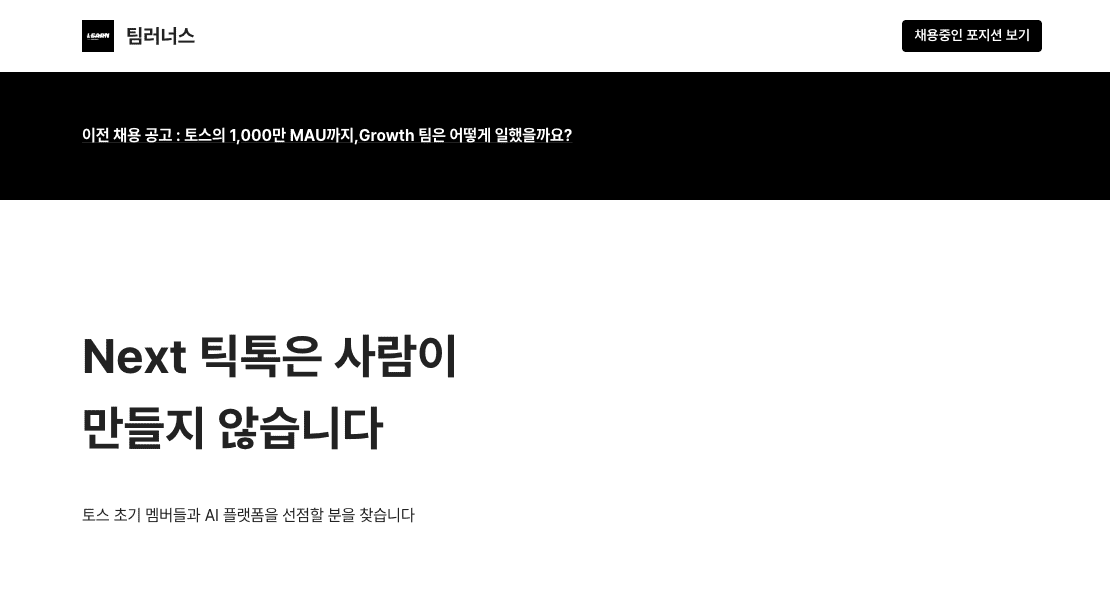 LEARN
팀러너스
채용중인 포지션 보기
이전 채용 공고 : 토스의 1,000만 MAU까지,Growth 팀은 어떻게 일했을까요?
Next 틱톡은 사람이
만들지 않습니다
토스 초기 멤버들과 AI 플랫폼을 선점할 분을 찾습니다